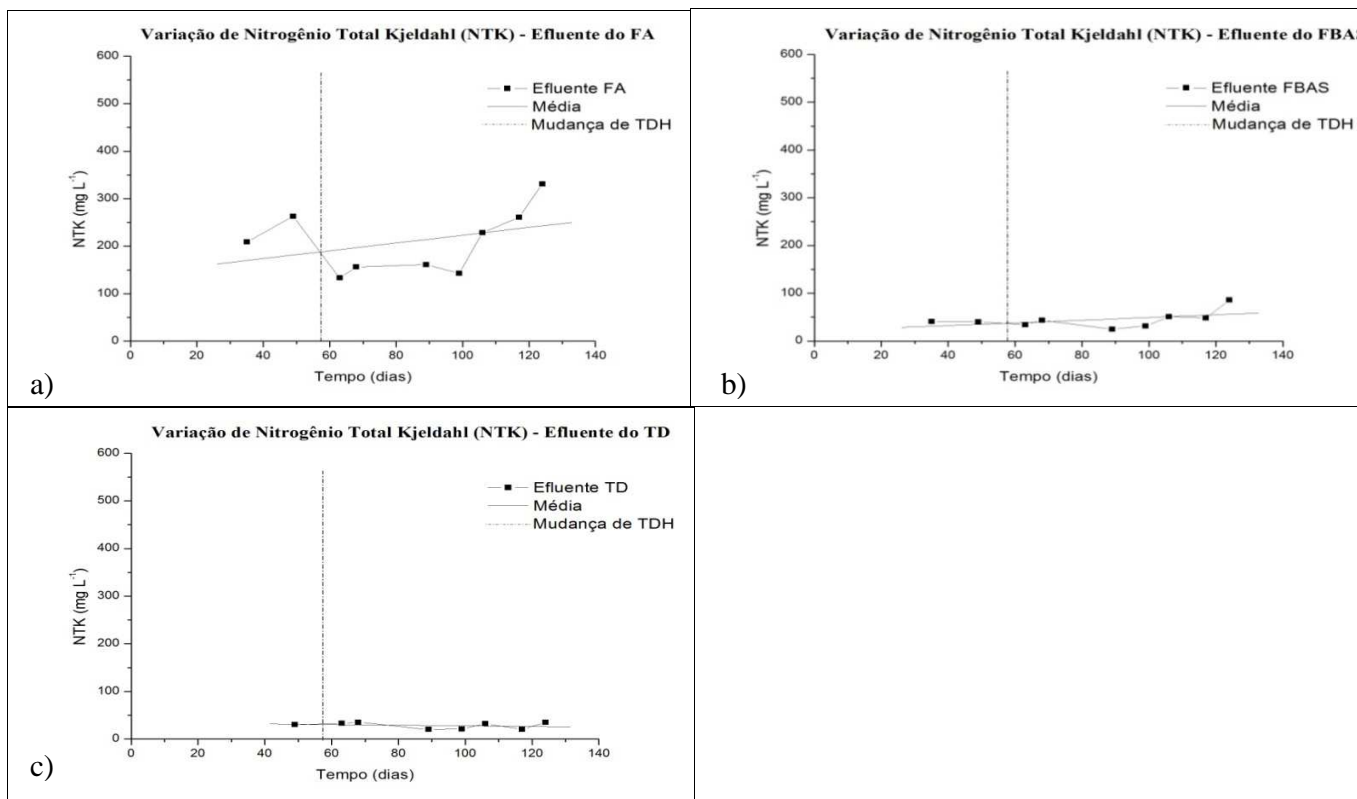 Variação de Nitrogênio Total Kjeldahl (NTK) - Efluente do FA
600
500
400
300
200
100
0
NTK (mg L⁻¹)
Efluente FA
Média
Mudança de TDH
0 20 40 60 80 100 120 140
Tempo (dias)
a)
Variação de Nitrogênio Total Kjeldahl (NTK) - Efluente do FBAS
600
500
400
300
200
100
0
NTK (mg L⁻¹)
Efluente FBAS
Média
Mudança de TDH
0 20 40 60 80 100 120 140
Tempo (dias)
b)
Variação de Nitrogênio Total Kjeldahl (NTK) - Efluente do TD
600
500
400
300
200
100
0
NTK (mg L⁻¹)
Efluente TD
Média
Mudança de TDH
0 20 40 60 80 100 120 140
Tempo (dias)
c)